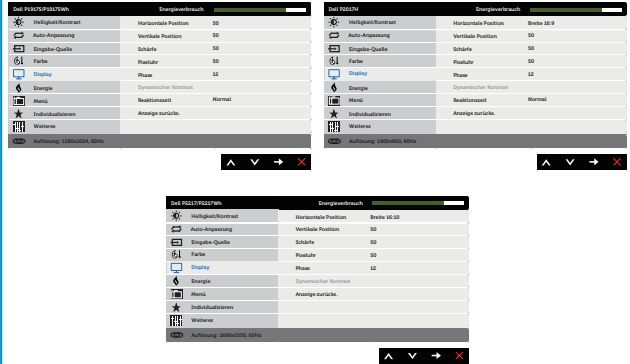 Dell P1917S/P1917SWh Energieverbrauch
Helligkeit/Kontrast Horizontale Position 50
Auto-Anpassung Vertikale Position 50
Eingabe-Quelle Schärfe 50
Farbe Pixeluhr 50
Display Phase 12
Energie Dynamischer Kontrast
Menü Reaktionszeit Normal
Individualisieren Anzeige zurücks.
Weiteres
Auflösung: 1280x1024, 60Hz
Dell P2017H Energieverbrauch
Helligkeit/Kontrast Horizontale Position Breite 16:9
Auto-Anpassung Vertikale Position 50
Eingabe-Quelle Schärfe 50
Farbe Pixeluhr 50
Display Phase 12
Energie Dynamischer Kontrast
Menü Reaktionszeit Normal
Individualisieren Anzeige zurücks.
Weiteres
Auflösung: 1600x900, 60Hz
Dell P2217/P2217Wh Energieverbrauch
Helligkeit/Kontrast Horizontale Position Breite 16:10
Auto-Anpassung Vertikale Position 50
Eingabe-Quelle Schärfe 50
Farbe Pixeluhr 50
Display Phase 12
Energie Dynamischer Kontrast
Menü Anzeige zurücks.
Individualisieren
Weiteres
Auflösung: 1680x1050, 60Hz